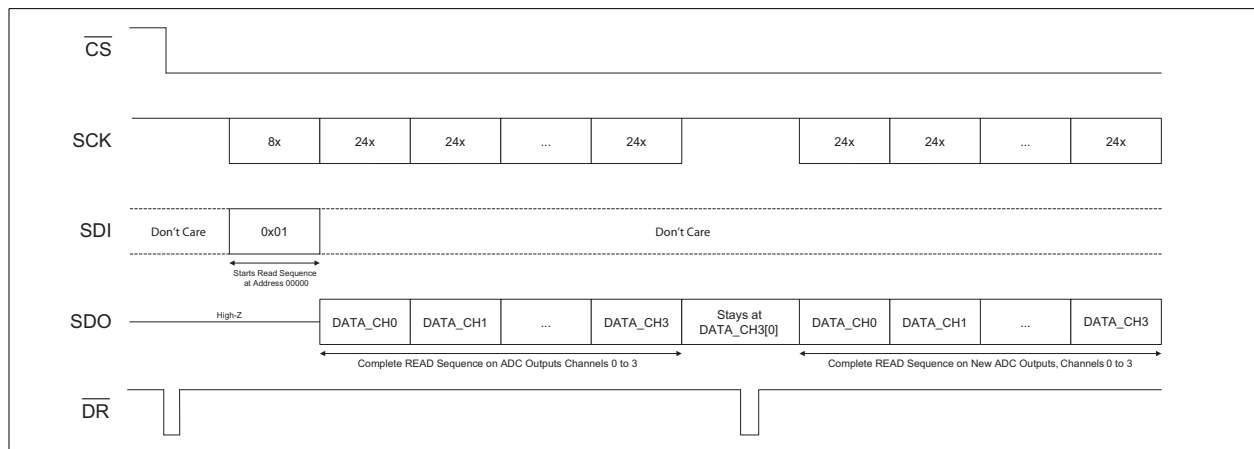 CS
SCK
8x
24x
24x
...
24x
24x
24x
...
24x
SDI
Don't Care
0x01
Don't Care
Starts Read Sequence
at Address 00000
SDO
High-Z
DATA_CH0
DATA_CH1
...
DATA_CH3
Stays at
DATA_CH3[0]
DATA_CH0
DATA_CH1
...
DATA_CH3
Complete READ Sequence on ADC Outputs Channels 0 to 3
Complete READ Sequence on New ADC Outputs, Channels 0 to 3
DR